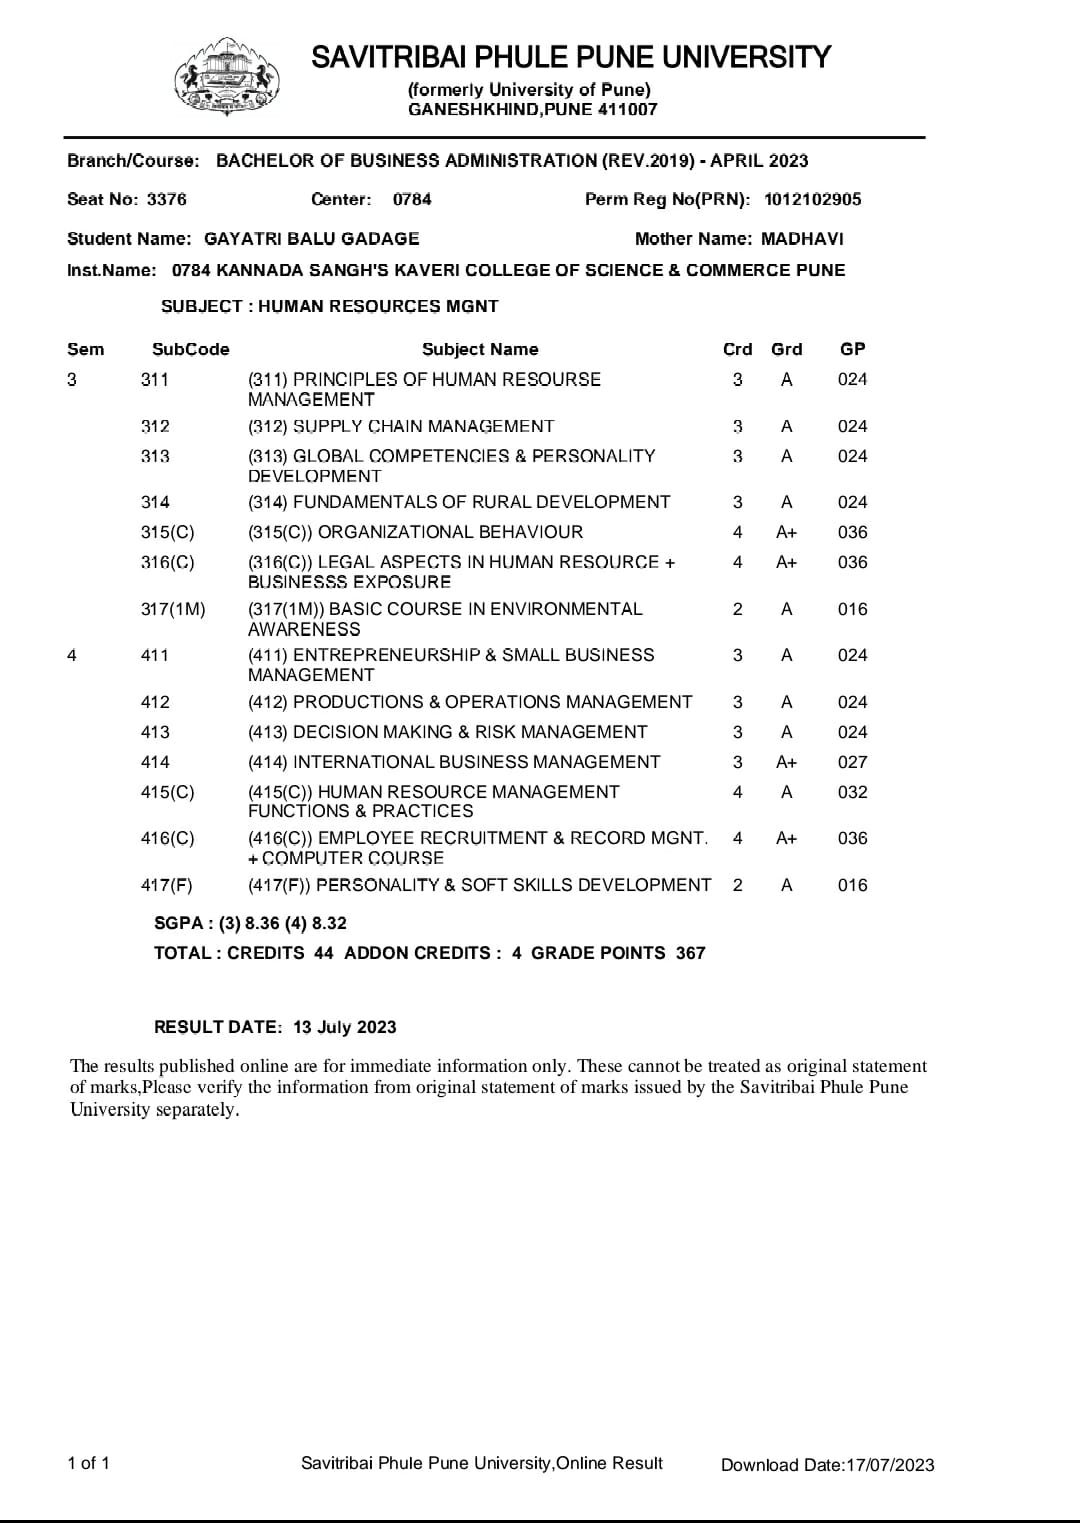 SAVITRIBAI PHULE PUNE UNIVERSITY
(formerly University of Pune)
GANESHKHIND,PUNE 411007
Branch/Course: BACHELOR OF BUSINESS ADMINISTRATION (REV.2019) - APRIL 2023
Seat No: 3376 Center: 0784 Perm Reg No(PRN): 1012102905
Student Name: GAYATRI BALU GADAGE Mother Name: MADHAVI
Inst.Name: 0784 KANNADA SANGH'S KAVERI COLLEGE OF SCIENCE & COMMERCE PUNE
SUBJECT : HUMAN RESOURCES MGNT
Sem SubCode Subject Name Crd Grd GP
3 311 (311) PRINCIPLES OF HUMAN RESOURSE 3 A 024
MANAGEMENT
312 (312) SUPPLY CHAIN MANAGEMENT 3 A 024
313 (313) GLOBAL COMPETENCIES & PERSONALITY 3 A 024
DEVELOPMENT
314 (314) FUNDAMENTALS OF RURAL DEVELOPMENT 3 A 024
315(C) (315(C)) ORGANIZATIONAL BEHAVIOUR 4 A+ 036
316(C) (316(C)) LEGAL ASPECTS IN HUMAN RESOURCE + 4 A+ 036
BUSINESSS EXPOSURE
317(1M) (317(1M)) BASIC COURSE IN ENVIRONMENTAL 2 A 016
AWARENESS
4 411 (411) ENTREPRENEURSHIP & SMALL BUSINESS 3 A 024
MANAGEMENT
412 (412) PRODUCTIONS & OPERATIONS MANAGEMENT 3 A 024
413 (413) DECISION MAKING & RISK MANAGEMENT 3 A 024
414 (414) INTERNATIONAL BUSINESS MANAGEMENT 3 A+ 027
415(C) (415(C)) HUMAN RESOURCE MANAGEMENT 4 A 032
FUNCTIONS & PRACTICES
416(C) (416(C)) EMPLOYEE RECRUITMENT & RECORD MGNT. 4 A+ 036
+ COMPUTER COURSE
417(F) (417(F)) PERSONALITY & SOFT SKILLS DEVELOPMENT 2 A 016
SGPA : (3) 8.36 (4) 8.32
TOTAL : CREDITS 44 ADDON CREDITS : 4 GRADE POINTS 367
RESULT DATE: 13 July 2023
The results published online are for immediate information only. These cannot be treated as original statement
of marks,Please verify the information from original statement of marks issued by the Savitribai Phule Pune
University separately.
1 of 1 Savitribai Phule Pune University,Online Result Download Date:17/07/2023